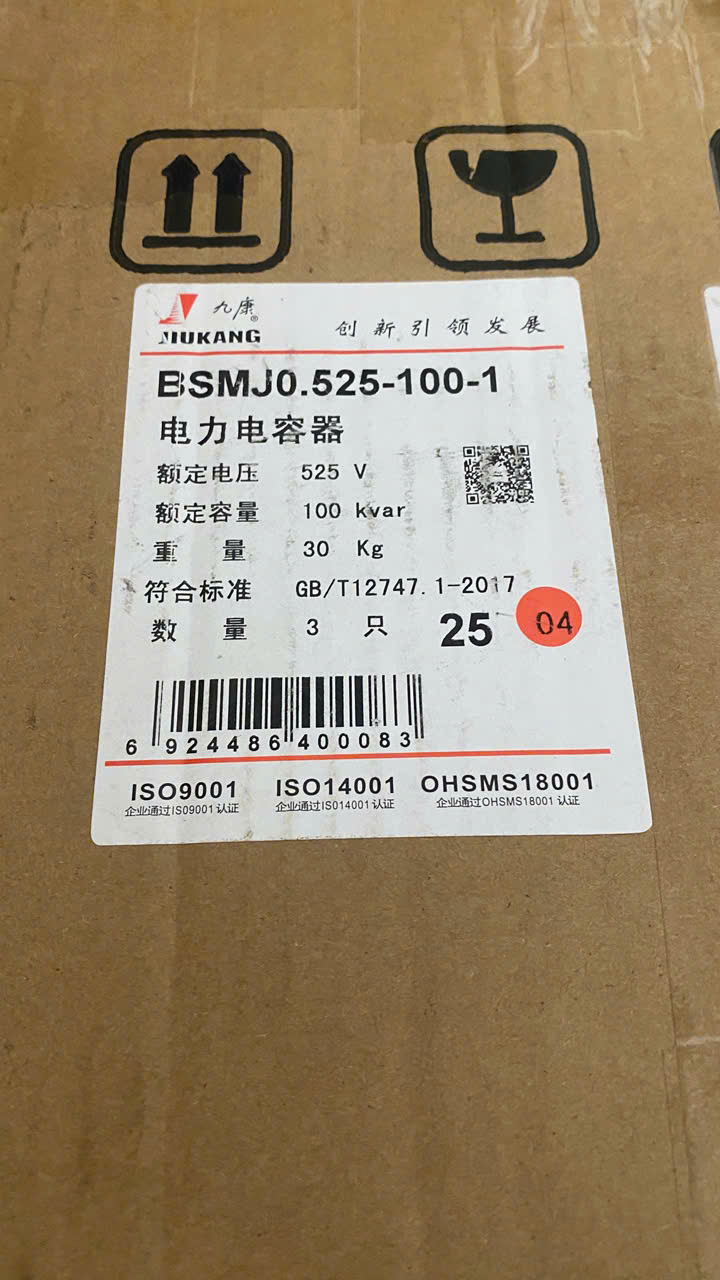 九康®
JIUKANG
创新引领发展
BSMJ0.525-100-1
电力电容器
额定电压 525 V
额定容量 100 kvar
重量 30 Kg
符合标准 GB/T12747.1-2017
数量 3 只
25 04
6 924486 400083
ISO9001 ISO14001 OHSMS18001
企业通过ISO9001认证 企业通过ISO14001认证 企业通过OHSMS18001认证